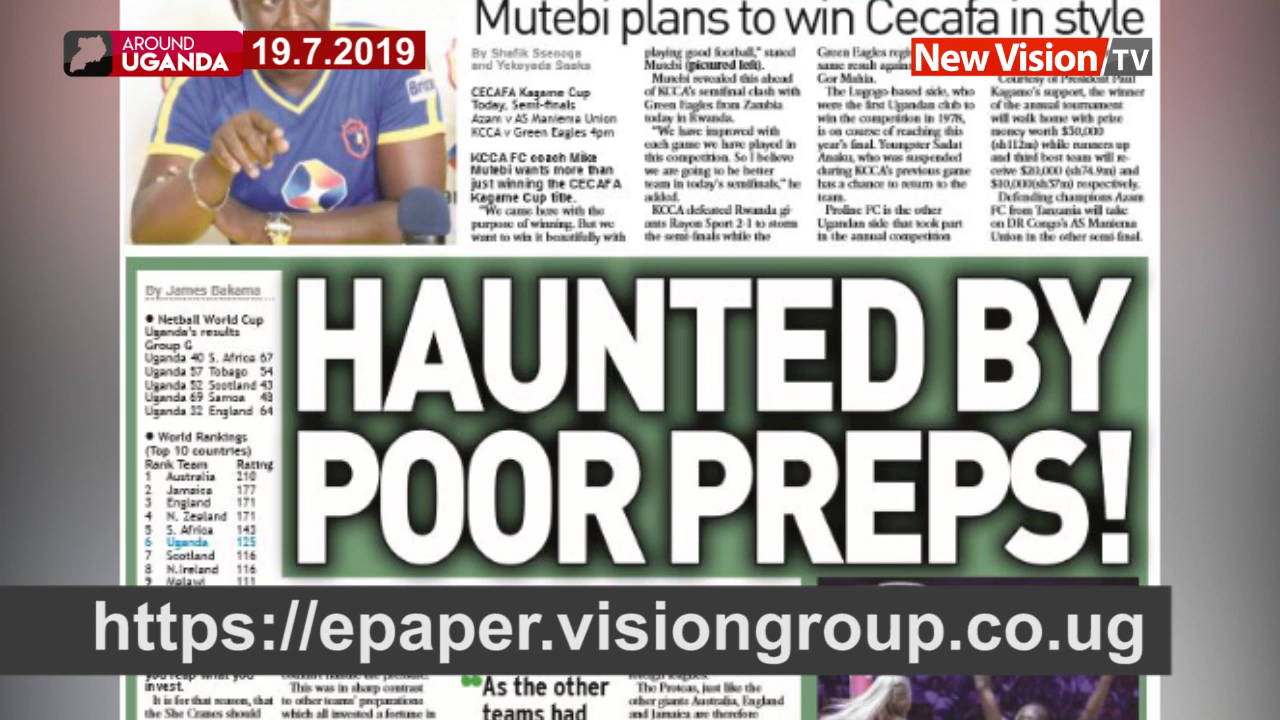 AROUND
UGANDA
19.7.2019
New Vision/TV
Mutebi plans to win Cecafa in style
By Shafik Ssenoga
and Yekoyada Saaka
CECAFA Kagame Cup
Today, Semi-finals
Azam v AS Maniema Union
KCCA v Green Eagles 4pm
KCCA FC coach Mike
Mutebi wants more than
just winning the CECAFA
Kagame Cup title.
"We came here with the
purpose of winning. But we
want to win it beautifully with
playing good football," stated
Mutebi (pictured left).
Mutebi revealed this ahead
of KCCA's semifinal clash with
Green Eagles from Zambia
today in Rwanda.
"We have improved with
each game we have played in
this competition. So I believe
we are going to be better
team in today's semifinals," he
added.
KCCA defeated Rwanda gi-
ants Rayon Sport 2-1 to storm
the semi-finals while the
Green Eagles
same result
Gor Mahia.
The Lugogo-based side, who
were the first Ugandan club to
win the competition in 1978,
is on course of reaching this
year's final. Youngster Sadat
Anaku, who was suspended
during KCCA's previous game
has a chance to return to the
team.
Proline FC is the other
Ugandan side that took part
in the annual competition
Courtesy of President Paul
Kagame's support, the winner
of the annual tournament
will walk home with prize
money worth $30,000
(sh112m) while runners up
and third best team will re-
ceive $20,000 (sh74.9m) and
$10,000(sh37m) respectively.
Defending champions Azam
FC from Tanzania will take
on DR Congo's AS Maniema
Union in the other semi-final.
By James Bakama
• Netball World Cup
Uganda's results
Group G
Uganda 40 S. Africa 67
Uganda 57 Tobago 54
Uganda 52 Scotland 43
Uganda 69 Samoa 48
Uganda 32 England 64
• World Rankings
(Top 10 countries)
Rank Team Rating
1 Australia 210
2 Jamaica 177
3 England 171
4 N. Zealand 171
5 S. Africa 143
6 Uganda 125
7 Scotland 116
8 N.Ireland 116
9 Malawi 111
HAUNTED BY
POOR PREPS!
https://epaper.visiongroup.co.ug
you reap what you
invest.
It is for that reason, that
the She Cranes should
This was in sharp contrast
to other teams' preparations
which all invested a fortune in
"As the other
teams had
The Proteas, just like the
other giants Australia, England
and Jamaica are therefore